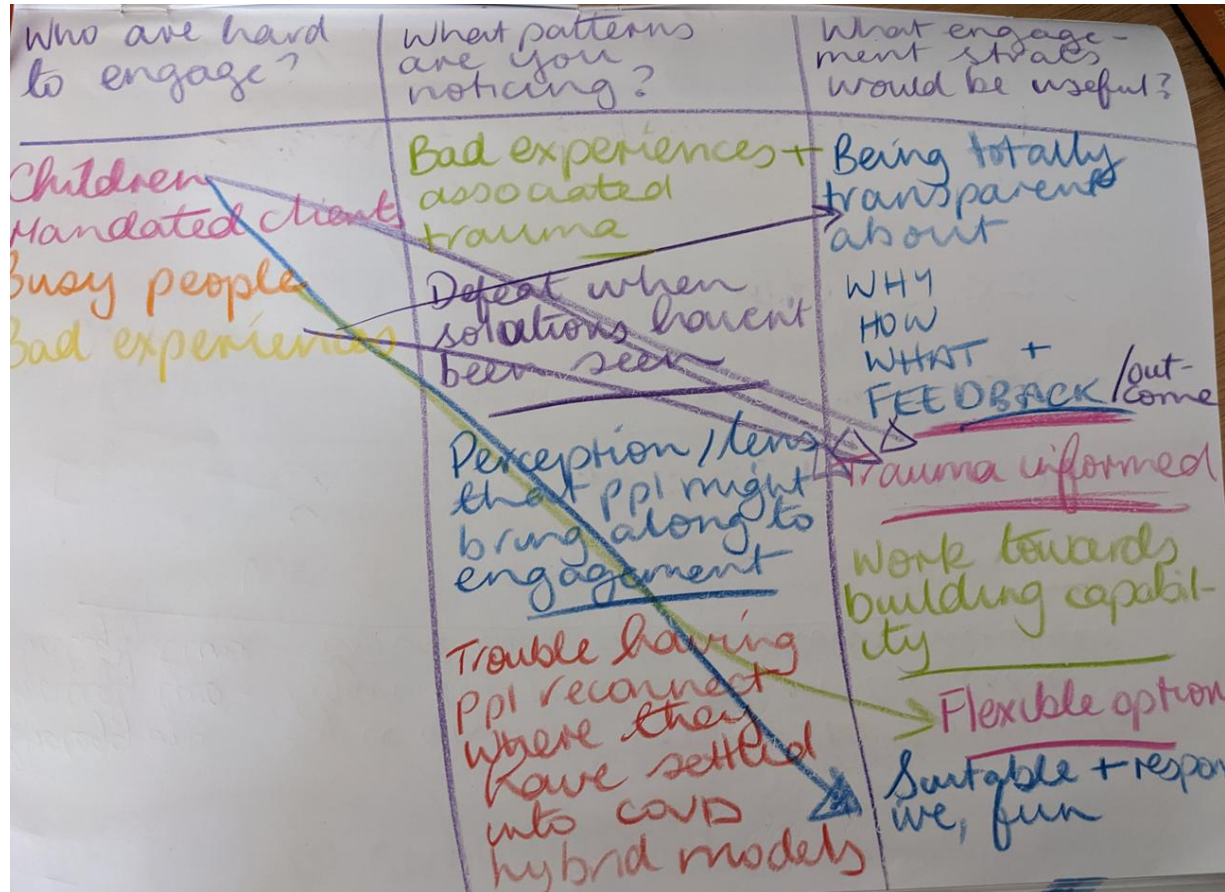 Who are hard
to engage?
Children
Mandated clients
Busy people
Bad experiences
What patterns
are you
noticing?
Bad experiences +
associated
trauma
Defeat when
solutions haven't
been seen
Perception/lens
that ppl might
bring along to
engagement
Trouble having
ppl reconnect
where they
have settled
into COVID
hybrid models
What engage-
ment strats
would be useful?
Being totally
transparent
about
WHY
HOW
WHAT +
FEEDBACK/out-
come
Trauma informed
Work towards
building capabil-
ity
Flexible option
Suitable + respon
ive, fun